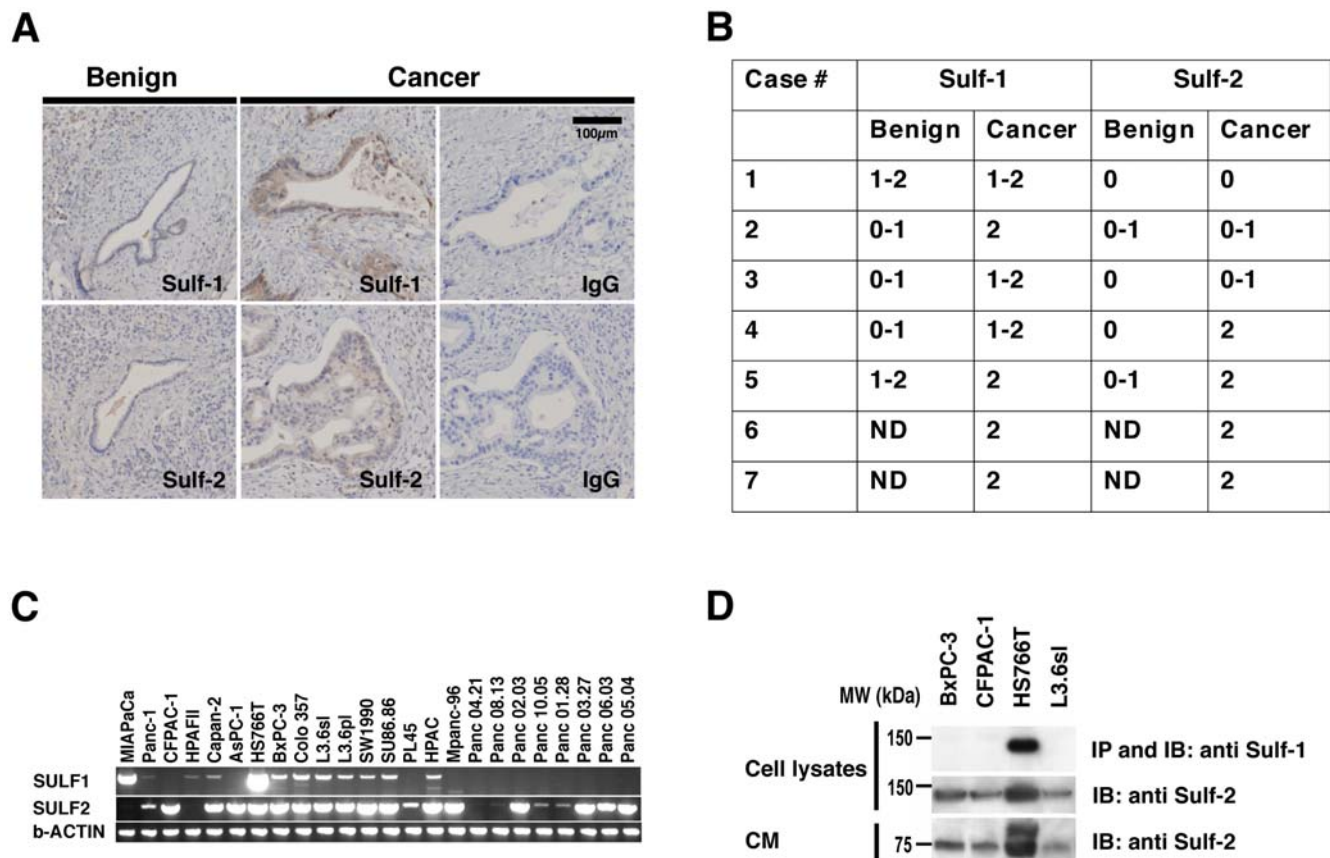 A
Benign Cancer
100µm
Sulf-1 Sulf-1 IgG
Sulf-2 Sulf-2 IgG
B
Case # Sulf-1 Sulf-2
Benign Cancer Benign Cancer
1 1-2 1-2 0 0
2 0-1 2 0-1 0-1
3 0-1 1-2 0 0-1
4 0-1 1-2 0 2
5 1-2 2 0-1 2
6 ND 2 ND 2
7 ND 2 ND 2
C
MIAPaCa Panc-1 CFPAC-1 HPAFII Capan-2 AsPC-1 HS766T BxPC-3 Colo 357 L3.6sl L3.6pl SW1990 SU86.86 PL45 HPAC Mpanc-96 Panc 04.21 Panc 08.13 Panc 02.03 Panc 10.05 Panc 01.28 Panc 03.27 Panc 06.03 Panc 05.04
SULF1
SULF2
b-ACTIN
D
BxPC-3 CFPAC-1 HS766T L3.6sl
MW (kDa)
150 IP and IB: anti Sulf-1
Cell lysates
150 IB: anti Sulf-2
CM 75 IB: anti Sulf-2